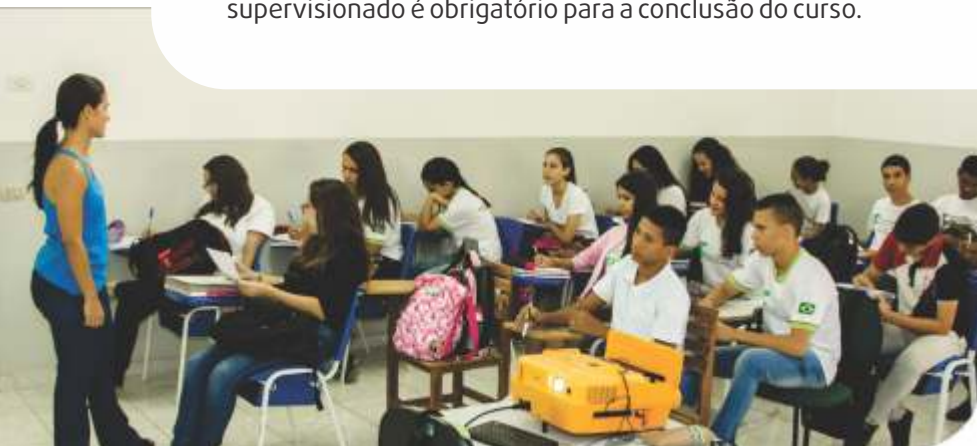 supervisionado é obrigatório para a conclusão do curso.